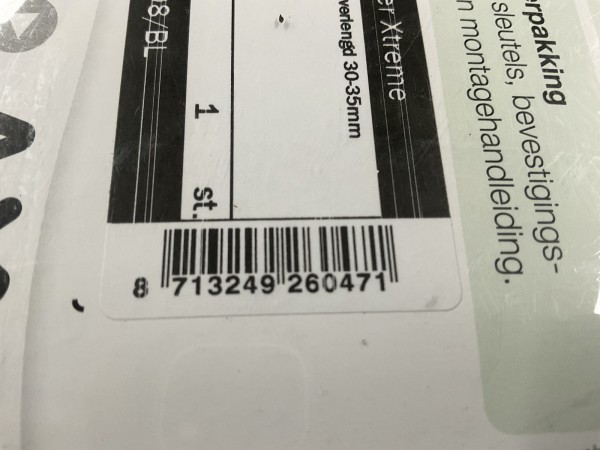 8/BL
1 st.
verlengd 30-35mm
er Xtreme
erpakking
sleutels, bevestigings-
n montagehandleiding.
8 713249 260471